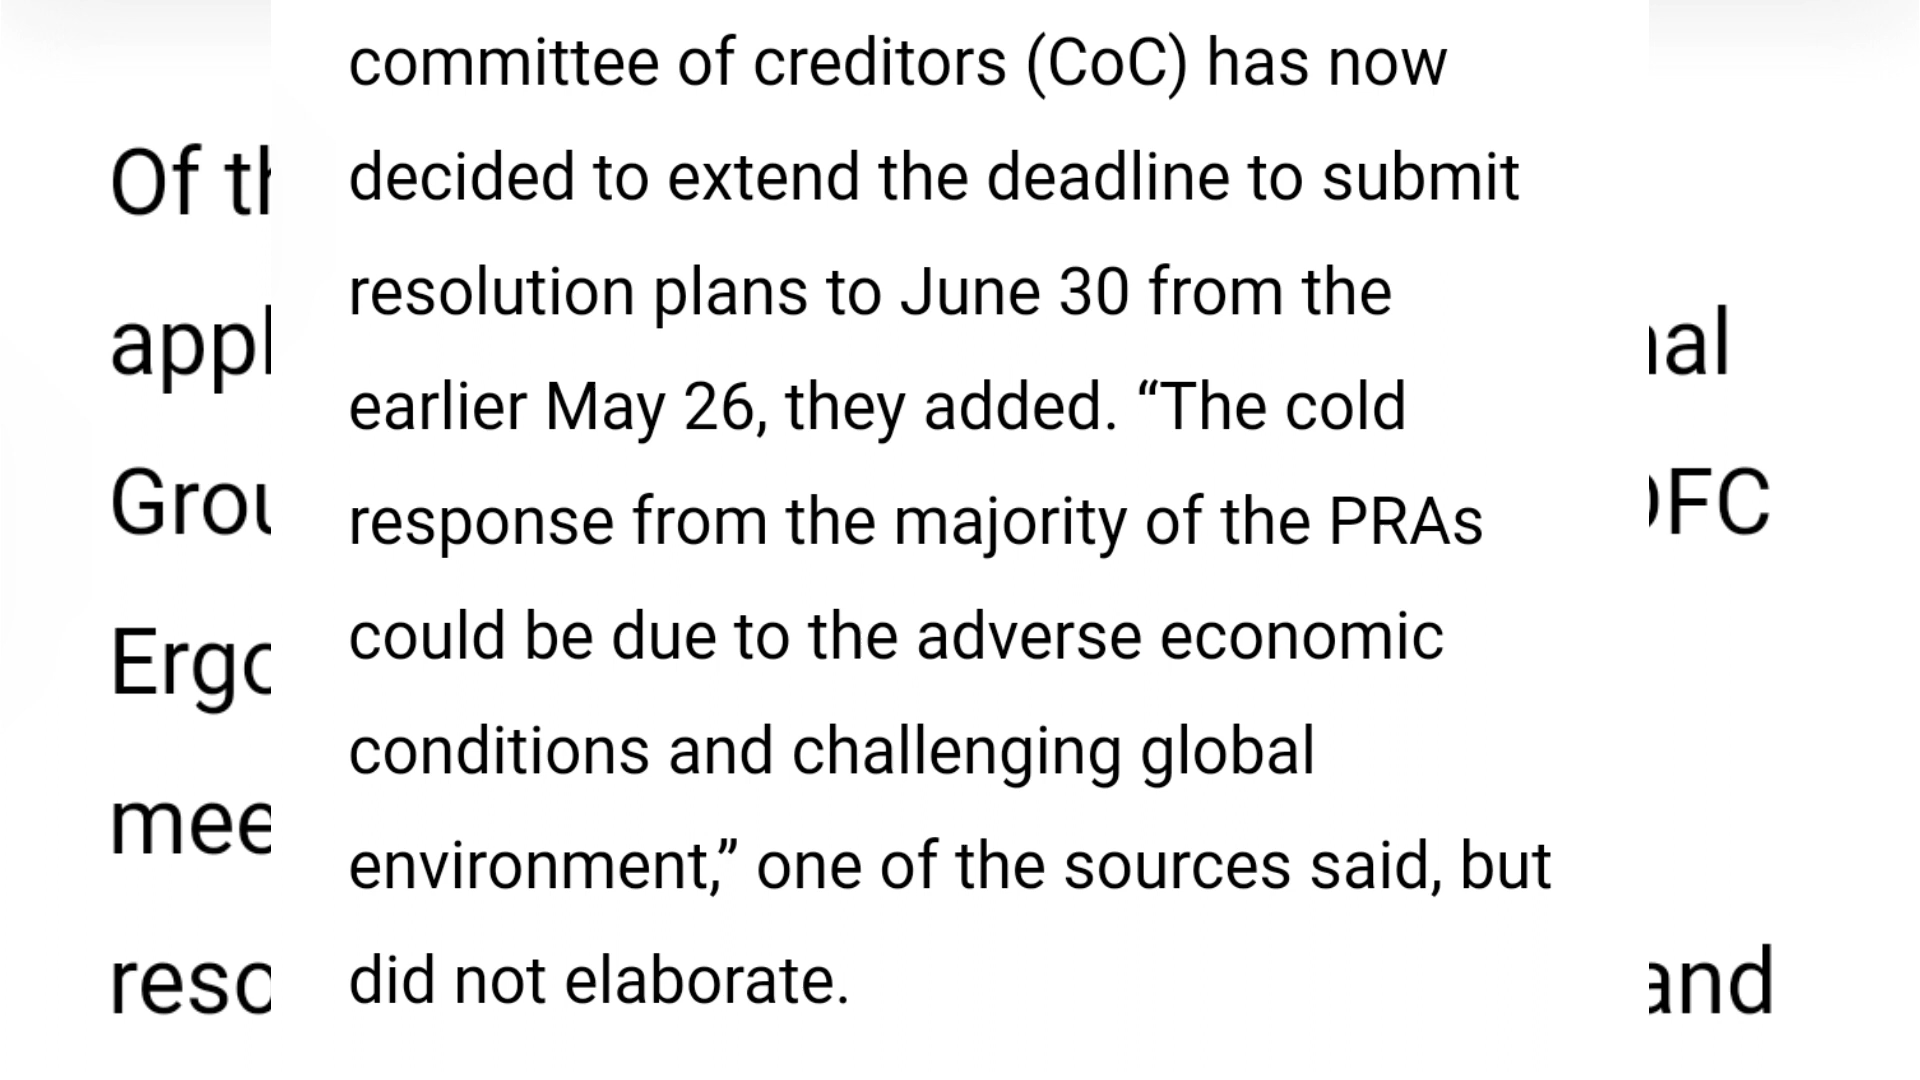 committee of creditors (CoC) has now
decided to extend the deadline to submit
resolution plans to June 30 from the
earlier May 26, they added. “The cold
response from the majority of the PRAs
could be due to the adverse economic
conditions and challenging global
environment,” one of the sources said, but
did not elaborate.
Of
and